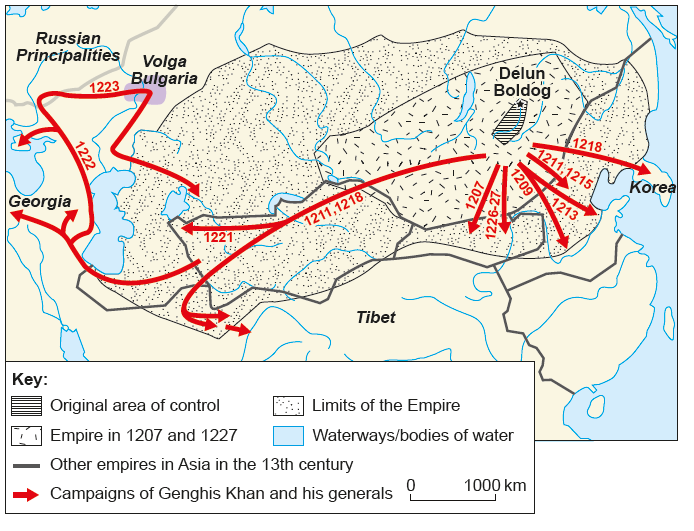 Russian
Principalities
Volga
Bulgaria
1223
Delun
Boldog
1222
1218
1211,1215
Georgia
Korea
1209
1207
1226-27
1213
1211,1218
1221
Tibet
Key:
Original area of control
Limits of the Empire
Empire in 1207 and 1227
Waterways/bodies of water
Other empires in Asia in the 13th century
Campaigns of Genghis Khan and his generals
0 1000 km